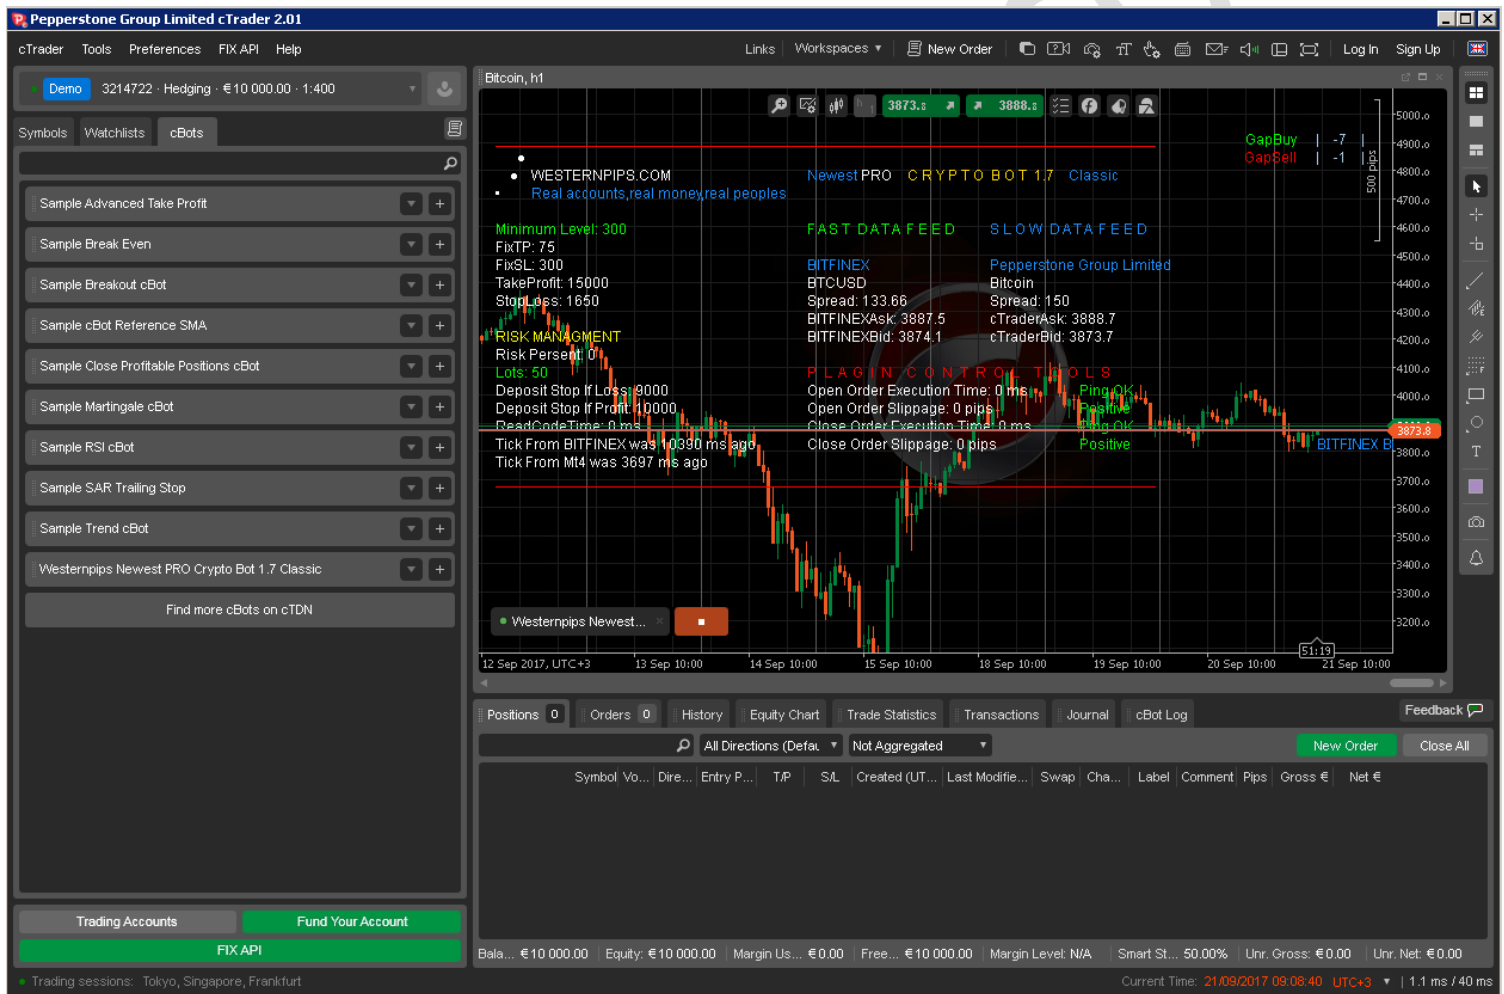 Pepperstone Group Limited cTrader 2.01
cTrader Tools Preferences FIX API Help
Links Workspaces New Order Log In Sign Up
Demo 3214722 · Hedging · €10 000.00 · 1:400
Symbols Watchlists cBots
Sample Advanced Take Profit
Sample Break Even
Sample Breakout cBot
Sample cBot Reference SMA
Sample Close Profitable Positions cBot
Sample Martingale cBot
Sample RSI cBot
Sample SAR Trailing Stop
Sample Trend cBot
Westernpips Newest PRO Crypto Bot 1.7 Classic
Find more cBots on cTDN
Trading Accounts Fund Your Account
FIX API
Bitcoin, h1
h 1 3873.8 3888.8
GapBuy | -7 |
GapSell | -1 |
500 pips
WESTERNPIPS.COM Newest PRO CRYPTO BOT 1.7 Classic
Real accounts,real money,real peoples
Minimum Level: 300 FAST DATA FEED SLOW DATA FEED
FixTP: 75
FixSL: 300 BITFINEX Pepperstone Group Limited
TakeProfit: 15000 BTCUSD Bitcoin
StopLoss: 1650 Spread: 133.66 Spread: 150
BITFINEXAsk: 3887.5 cTraderAsk: 3888.7
RISK MANAGMENT BITFINEXBid: 3874.1 cTraderBid: 3873.7
Risk Persent: 0
Lots: 50 PLAGIN CONTROL TOOLS
Deposit Stop If Loss: 9000 Open Order Execution Time: 0 ms Ping OK
Deposit Stop If Profit: 10000 Open Order Slippage: 0 pips Positive
ReadCodeTime: 0 ms Close Order Execution Time: 0 ms Ping OK
Tick From BITFINEX was 10390 ms ago Close Order Slippage: 0 pips Positive
Tick From Mt4 was 3697 ms ago
BITFINEX B
5000.0
4900.0
4800.0
4700.0
4600.0
4500.0
4400.0
4300.0
4200.0
4100.0
4000.0
3873.8
3800.0
3700.0
3600.0
3500.0
3400.0
3300.0
3200.0
Westernpips Newest...
51:19
12 Sep 2017, UTC+3 13 Sep 10:00 14 Sep 10:00 15 Sep 10:00 18 Sep 10:00 19 Sep 10:00 20 Sep 10:00 21 Sep 10:00
Positions 0 Orders 0 History Equity Chart Trade Statistics Transactions Journal cBot Log Feedback
All Directions (Defau Not Aggregated New Order Close All
Symbol Vo... Dire... Entry P... T/P S/L Created (UT... Last Modifie... Swap Cha... Label Comment Pips Gross € Net €
Bala... €10 000.00 Equity: €10 000.00 Margin Us... €0.00 Free... €10 000.00 Margin Level: N/A Smart St... 50.00% Unr. Gross: €0.00 Unr. Net: €0.00
Trading sessions: Tokyo, Singapore, Frankfurt Current Time: 21/09/2017 09:08:40 UTC+3 | 1.1 ms / 40 ms